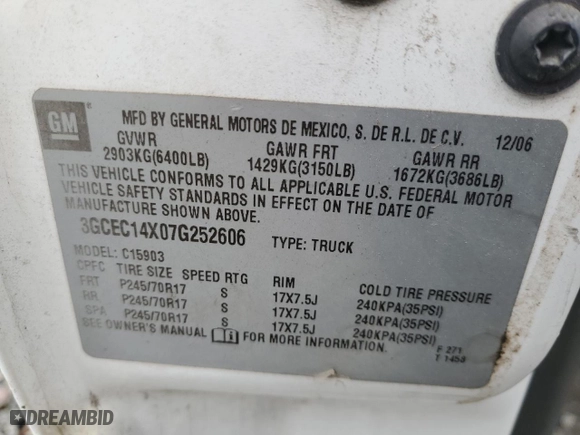 GM
MFD BY GENERAL MOTORS DE MEXICO, S. DE R.L. DE C.V. 12/06
GVWR GAWR FRT GAWR RR
2903KG(6400LB) 1429KG(3150LB) 1672KG(3686LB)
THIS VEHICLE CONFORMS TO ALL APPLICABLE U.S. FEDERAL MOTOR
VEHICLE SAFETY STANDARDS IN EFFECT ON THE DATE OF
MANUFACTURE SHOWN ABOVE.
3GCEC14X07G252606 TYPE: TRUCK
MODEL: C15903
CPFC TIRE SIZE SPEED RTG RIM COLD TIRE PRESSURE
FRT P245/70R17 S 17X7.5J 240KPA(35PSI)
RR P245/70R17 S 17X7.5J 240KPA(35PSI)
SPA P245/70R17 S 17X7.5J 240KPA(35PSI)
SEE OWNER'S MANUAL FOR MORE INFORMATION.
F 271
T 1453
DREAMBID